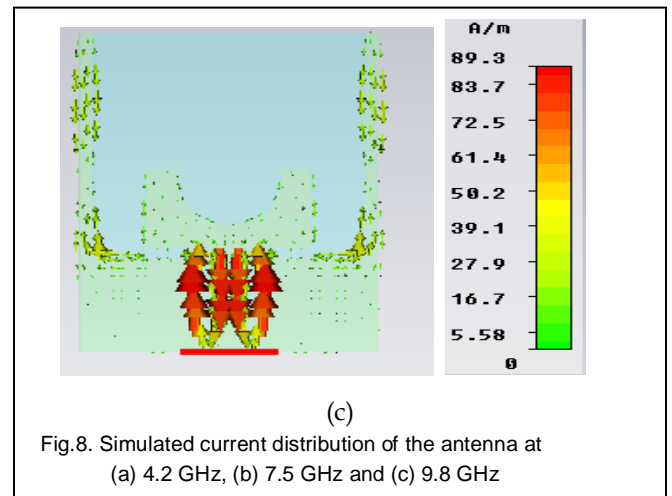 A/m
89.3
83.7
72.5
61.4
50.2
39.1
27.9
16.7
5.58
0
(c)
Fig.8. Simulated current distribution of the antenna at
(a) 4.2 GHz, (b) 7.5 GHz and (c) 9.8 GHz